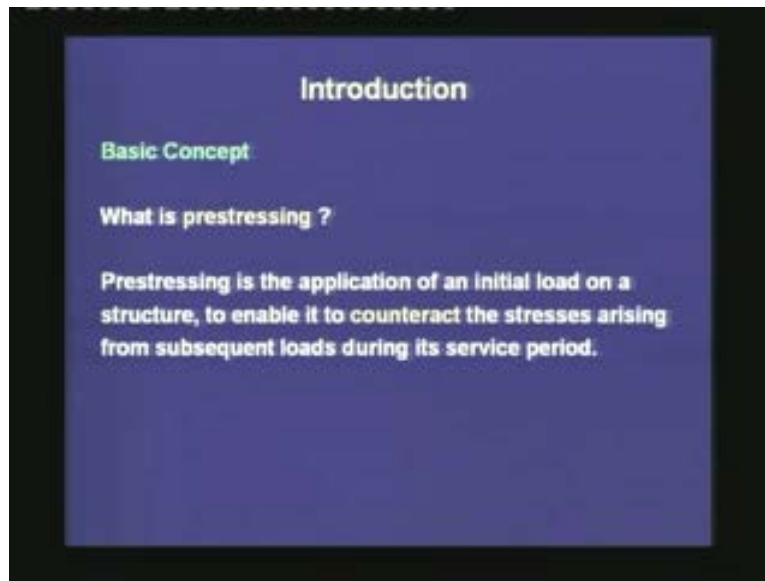 Introduction
Basic Concept
What is prestressing ?
Prestressing is the application of an initial load on a
structure, to enable it to counteract the stresses arising
from subsequent loads during its service period.